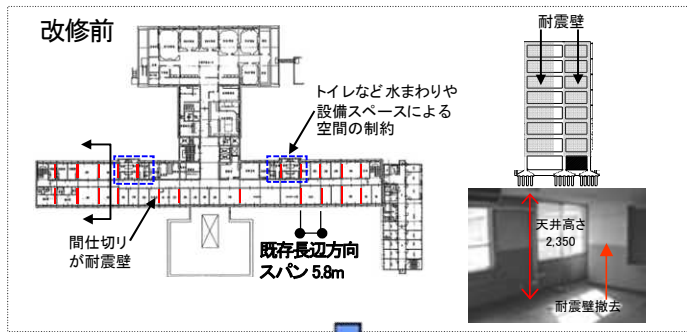 改修前
耐震壁
トイレなど水まわりや
設備スペースによる
空間の制約
間仕切り
が耐震壁
既存長辺方向
スパン 5.8m
天井高さ
2,350
耐震壁撤去